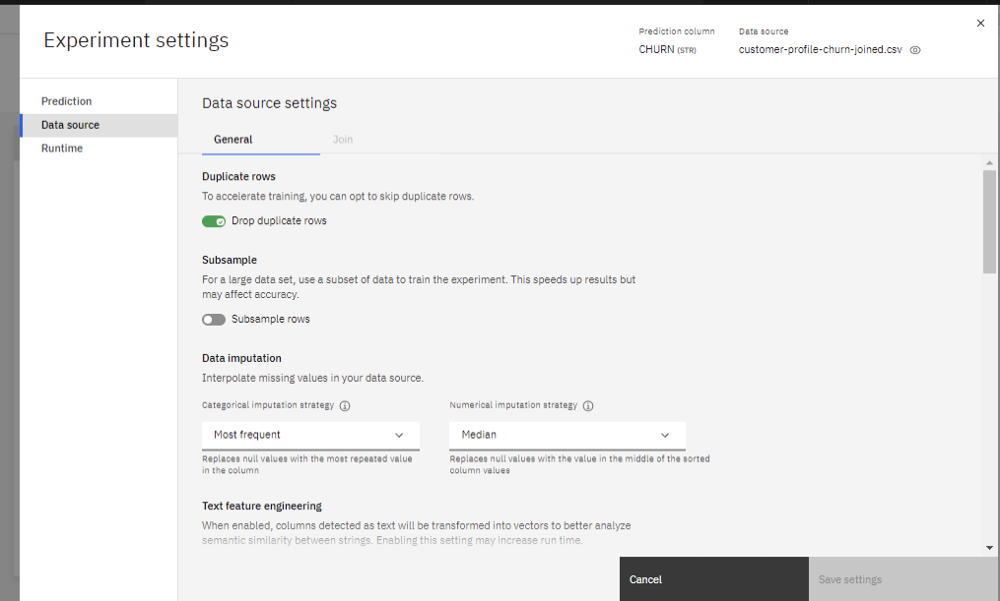 Experiment settings
Prediction column
CHURN (STR)
Data source
customer-profile-churn-joined.csv
Prediction
Data source
Runtime
Data source settings
General
Join
Duplicate rows
To accelerate training, you can opt to skip duplicate rows.
Drop duplicate rows
Subsample
For a large data set, use a subset of data to train the experiment. This speeds up results but
may affect accuracy.
Subsample rows
Data imputation
Interpolate missing values in your data source.
Categorical imputation strategy
Numerical imputation strategy
Most frequent
Median
Replaces null values with the most repeated value
in the column
Replaces null values with the value in the middle of the sorted
column values
Text feature engineering
When enabled, columns detected as text will be transformed into vectors to better analyze
semantic similarity between strings. Enabling this setting may increase run time.
Cancel
Save settings